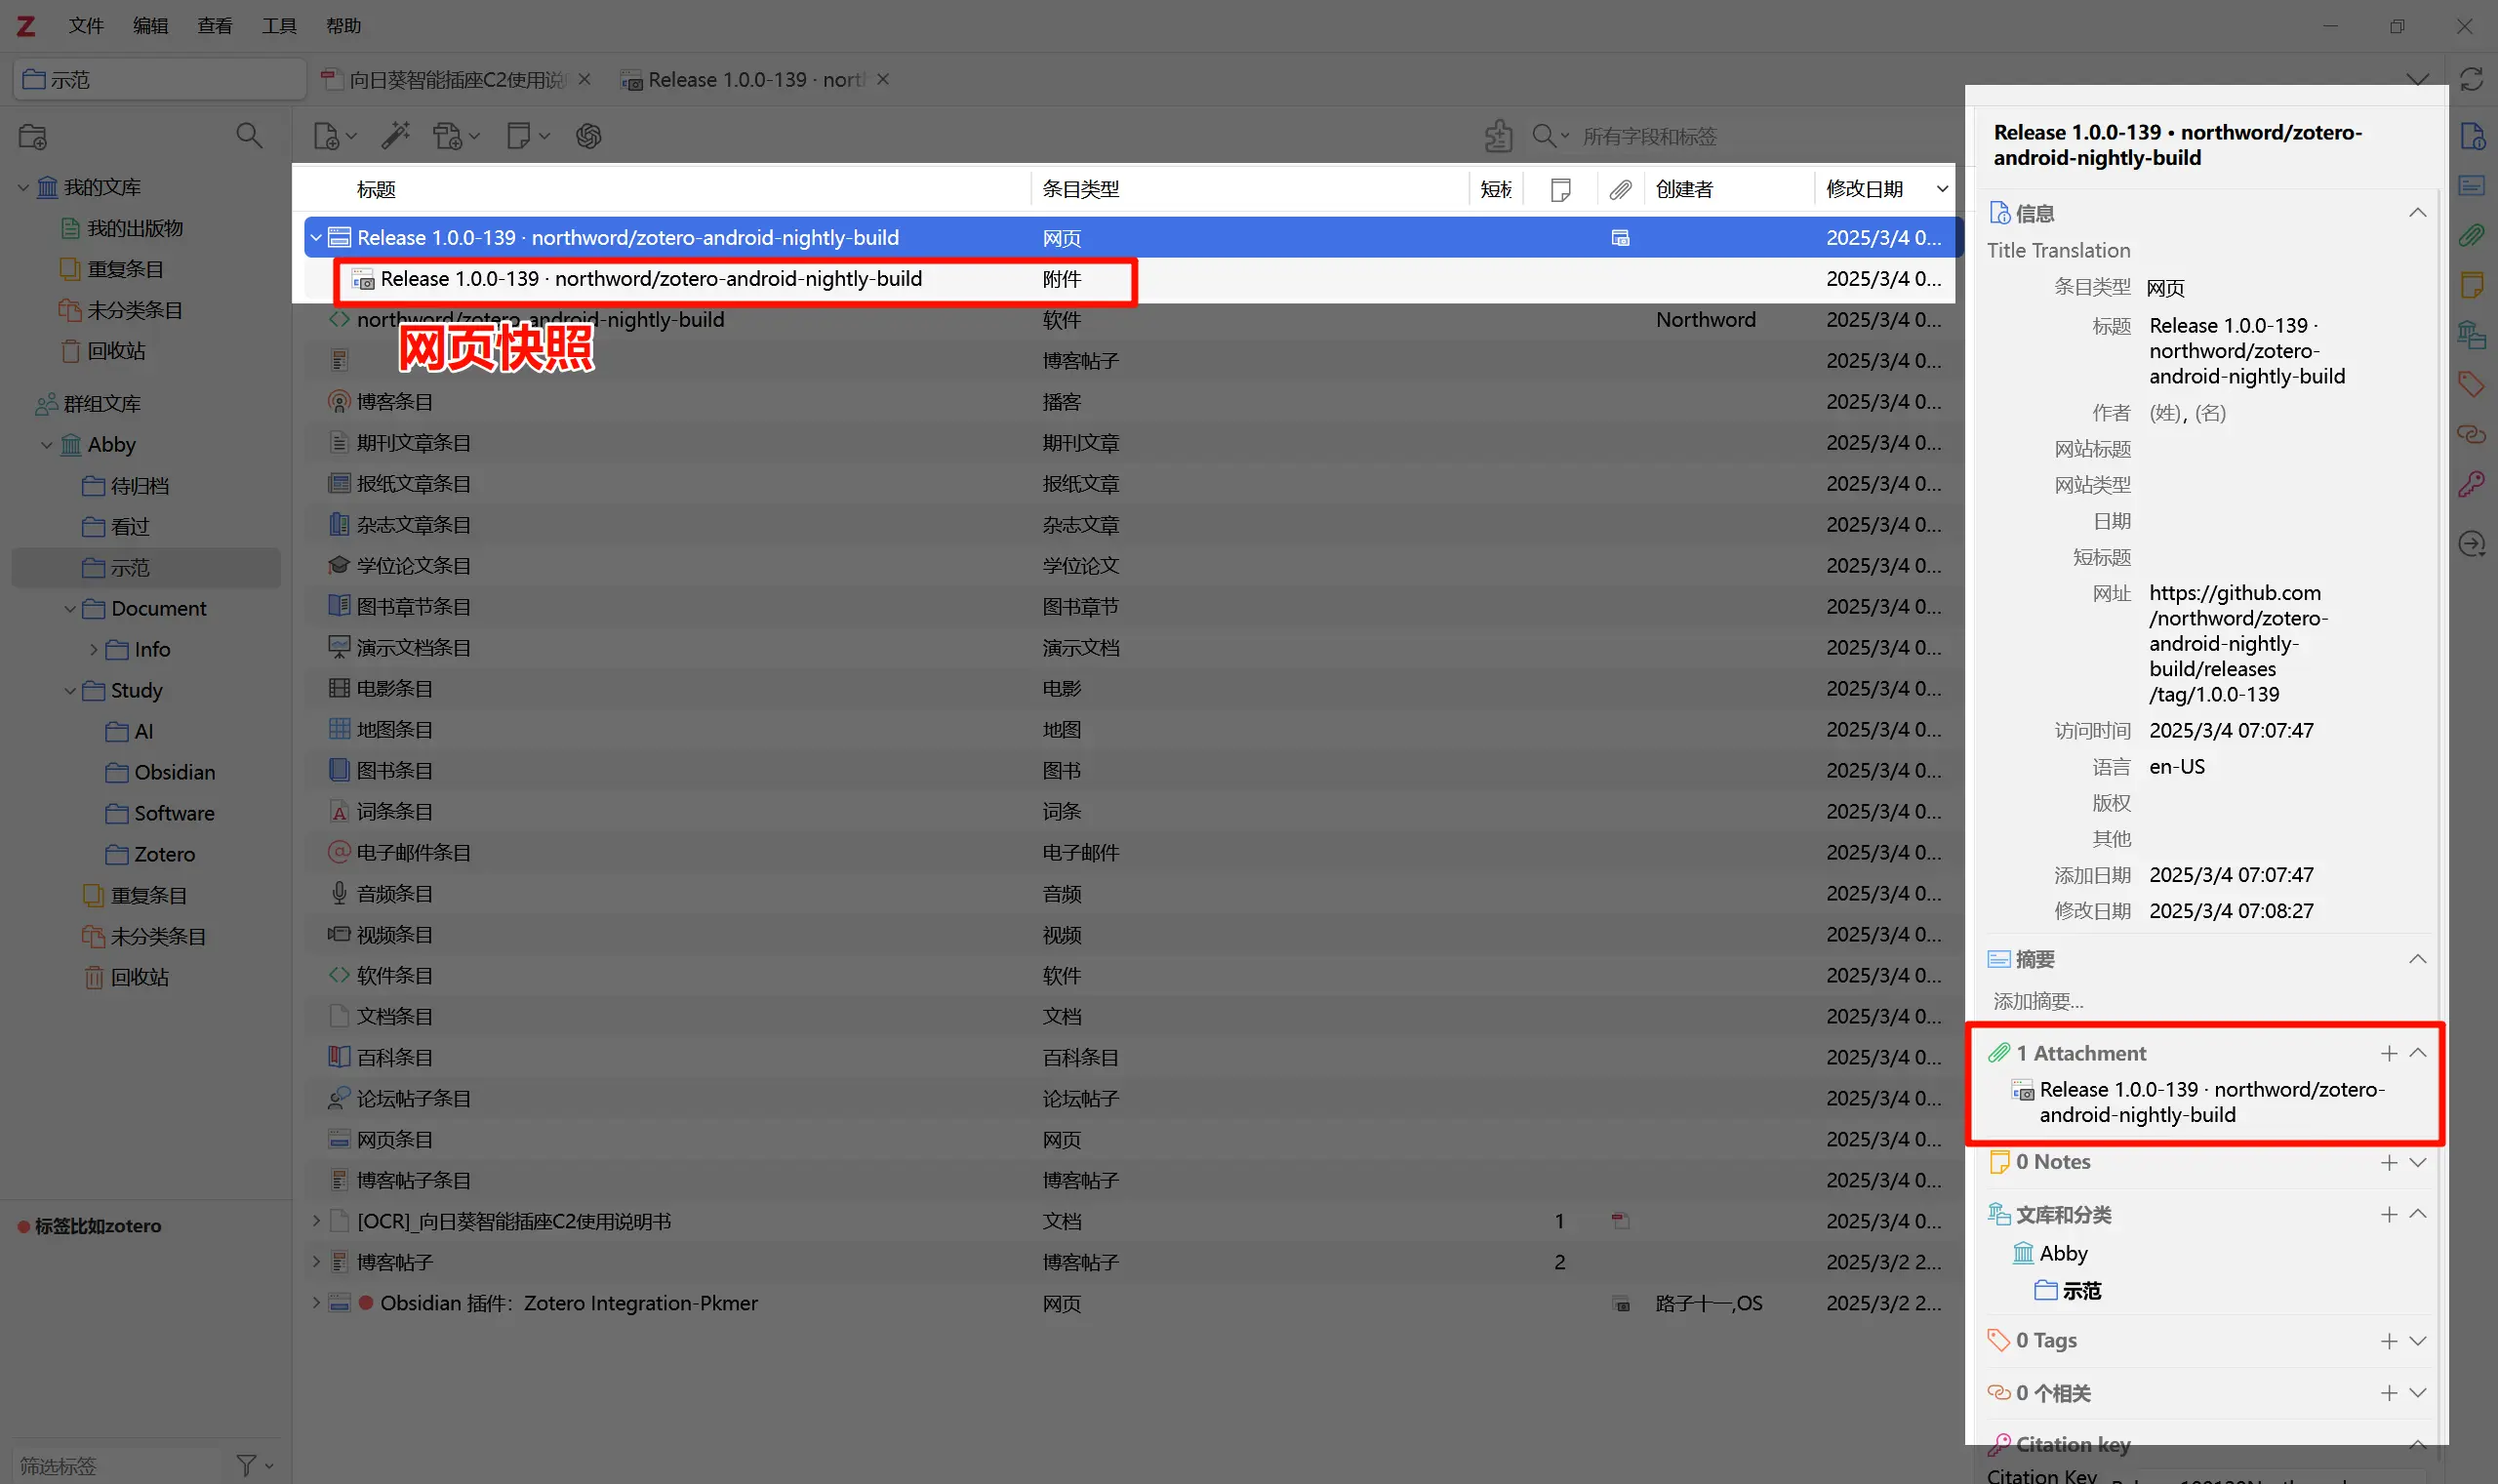 Z 文件 编辑 查看 工具 帮助
示范
向日葵智能插座C2使用说
Release 1.0.0-139 · nort
所有字段和标签
我的文库
我的出版物
重复条目
未分类条目
回收站
群组文库
Abby
待归档
看过
示范
Document
Info
Study
AI
Obsidian
Software
Zotero
重复条目
未分类条目
回收站
标签比如zotero
筛选标签
标题 条目类型 短标 创建者 修改日期
Release 1.0.0-139 · northword/zotero-android-nightly-build 网页 2025/3/4 0...
Release 1.0.0-139 · northword/zotero-android-nightly-build 附件 2025/3/4 0...
northword/zotero-android-nightly-build 软件 Northword 2025/3/4 0...
网页快照
博客帖子 2025/3/4 0...
博客条目 播客 2025/3/4 0...
期刊文章条目 期刊文章 2025/3/4 0...
报纸文章条目 报纸文章 2025/3/4 0...
杂志文章条目 杂志文章 2025/3/4 0...
学位论文条目 学位论文 2025/3/4 0...
图书章节条目 图书章节 2025/3/4 0...
演示文档条目 演示文档 2025/3/4 0...
电影条目 电影 2025/3/4 0...
地图条目 地图 2025/3/4 0...
图书条目 图书 2025/3/4 0...
词条条目 词条 2025/3/4 0...
电子邮件条目 电子邮件 2025/3/4 0...
音频条目 音频 2025/3/4 0...
视频条目 视频 2025/3/4 0...
软件条目 软件 2025/3/4 0...
文档条目 文档 2025/3/4 0...
百科条目 百科条目 2025/3/4 0...
论坛帖子条目 论坛帖子 2025/3/4 0...
网页条目 网页 2025/3/4 0...
博客帖子条目 博客帖子 2025/3/4 0...
[OCR]_向日葵智能插座C2使用说明书 文档 1 2025/3/4 0...
博客帖子 博客帖子 2 2025/3/2 2...
Obsidian 插件：Zotero Integration-Pkmer 网页 路子十一,OS 2025/3/2 2...
Release 1.0.0-139 • northword/zotero-
android-nightly-build
信息
Title Translation
条目类型 网页
标题 Release 1.0.0-139 ·
northword/zotero-
android-nightly-build
作者 (姓), (名)
网站标题
网站类型
日期
短标题
网址 https://github.com
/northword/zotero-
android-nightly-
build/releases
/tag/1.0.0-139
访问时间 2025/3/4 07:07:47
语言 en-US
版权
其他
添加日期 2025/3/4 07:07:47
修改日期 2025/3/4 07:08:27
摘要
添加摘要...
1 Attachment
Release 1.0.0-139 · northword/zotero-
android-nightly-build
0 Notes
文库和分类
Abby
示范
0 Tags
0 个相关
Citation key
Citation Key